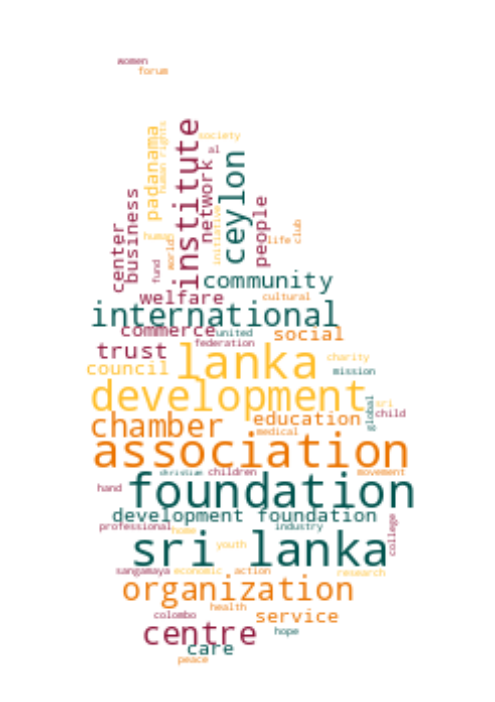 women
forum
society
al
padanama
human rights
institute
network
ceylon
people
business
center
initiative
human
world
fund
life
club
community
welfare
cultural
international
commerce
united
social
federation
trust
lanka
charity
council
mission
development
sri
global
child
chamber
education
medical
association
christian
children
movement
hand
foundation
development foundation
professional
industry
home
college
sri lanka
youth
sangamaya
economic
action
research
organization
health
colombo
service
centre
hope
care
peace